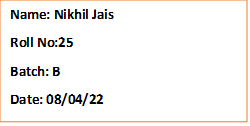 Name: Nikhil Jais
Roll No:25
Batch: B
Date: 08/04/22